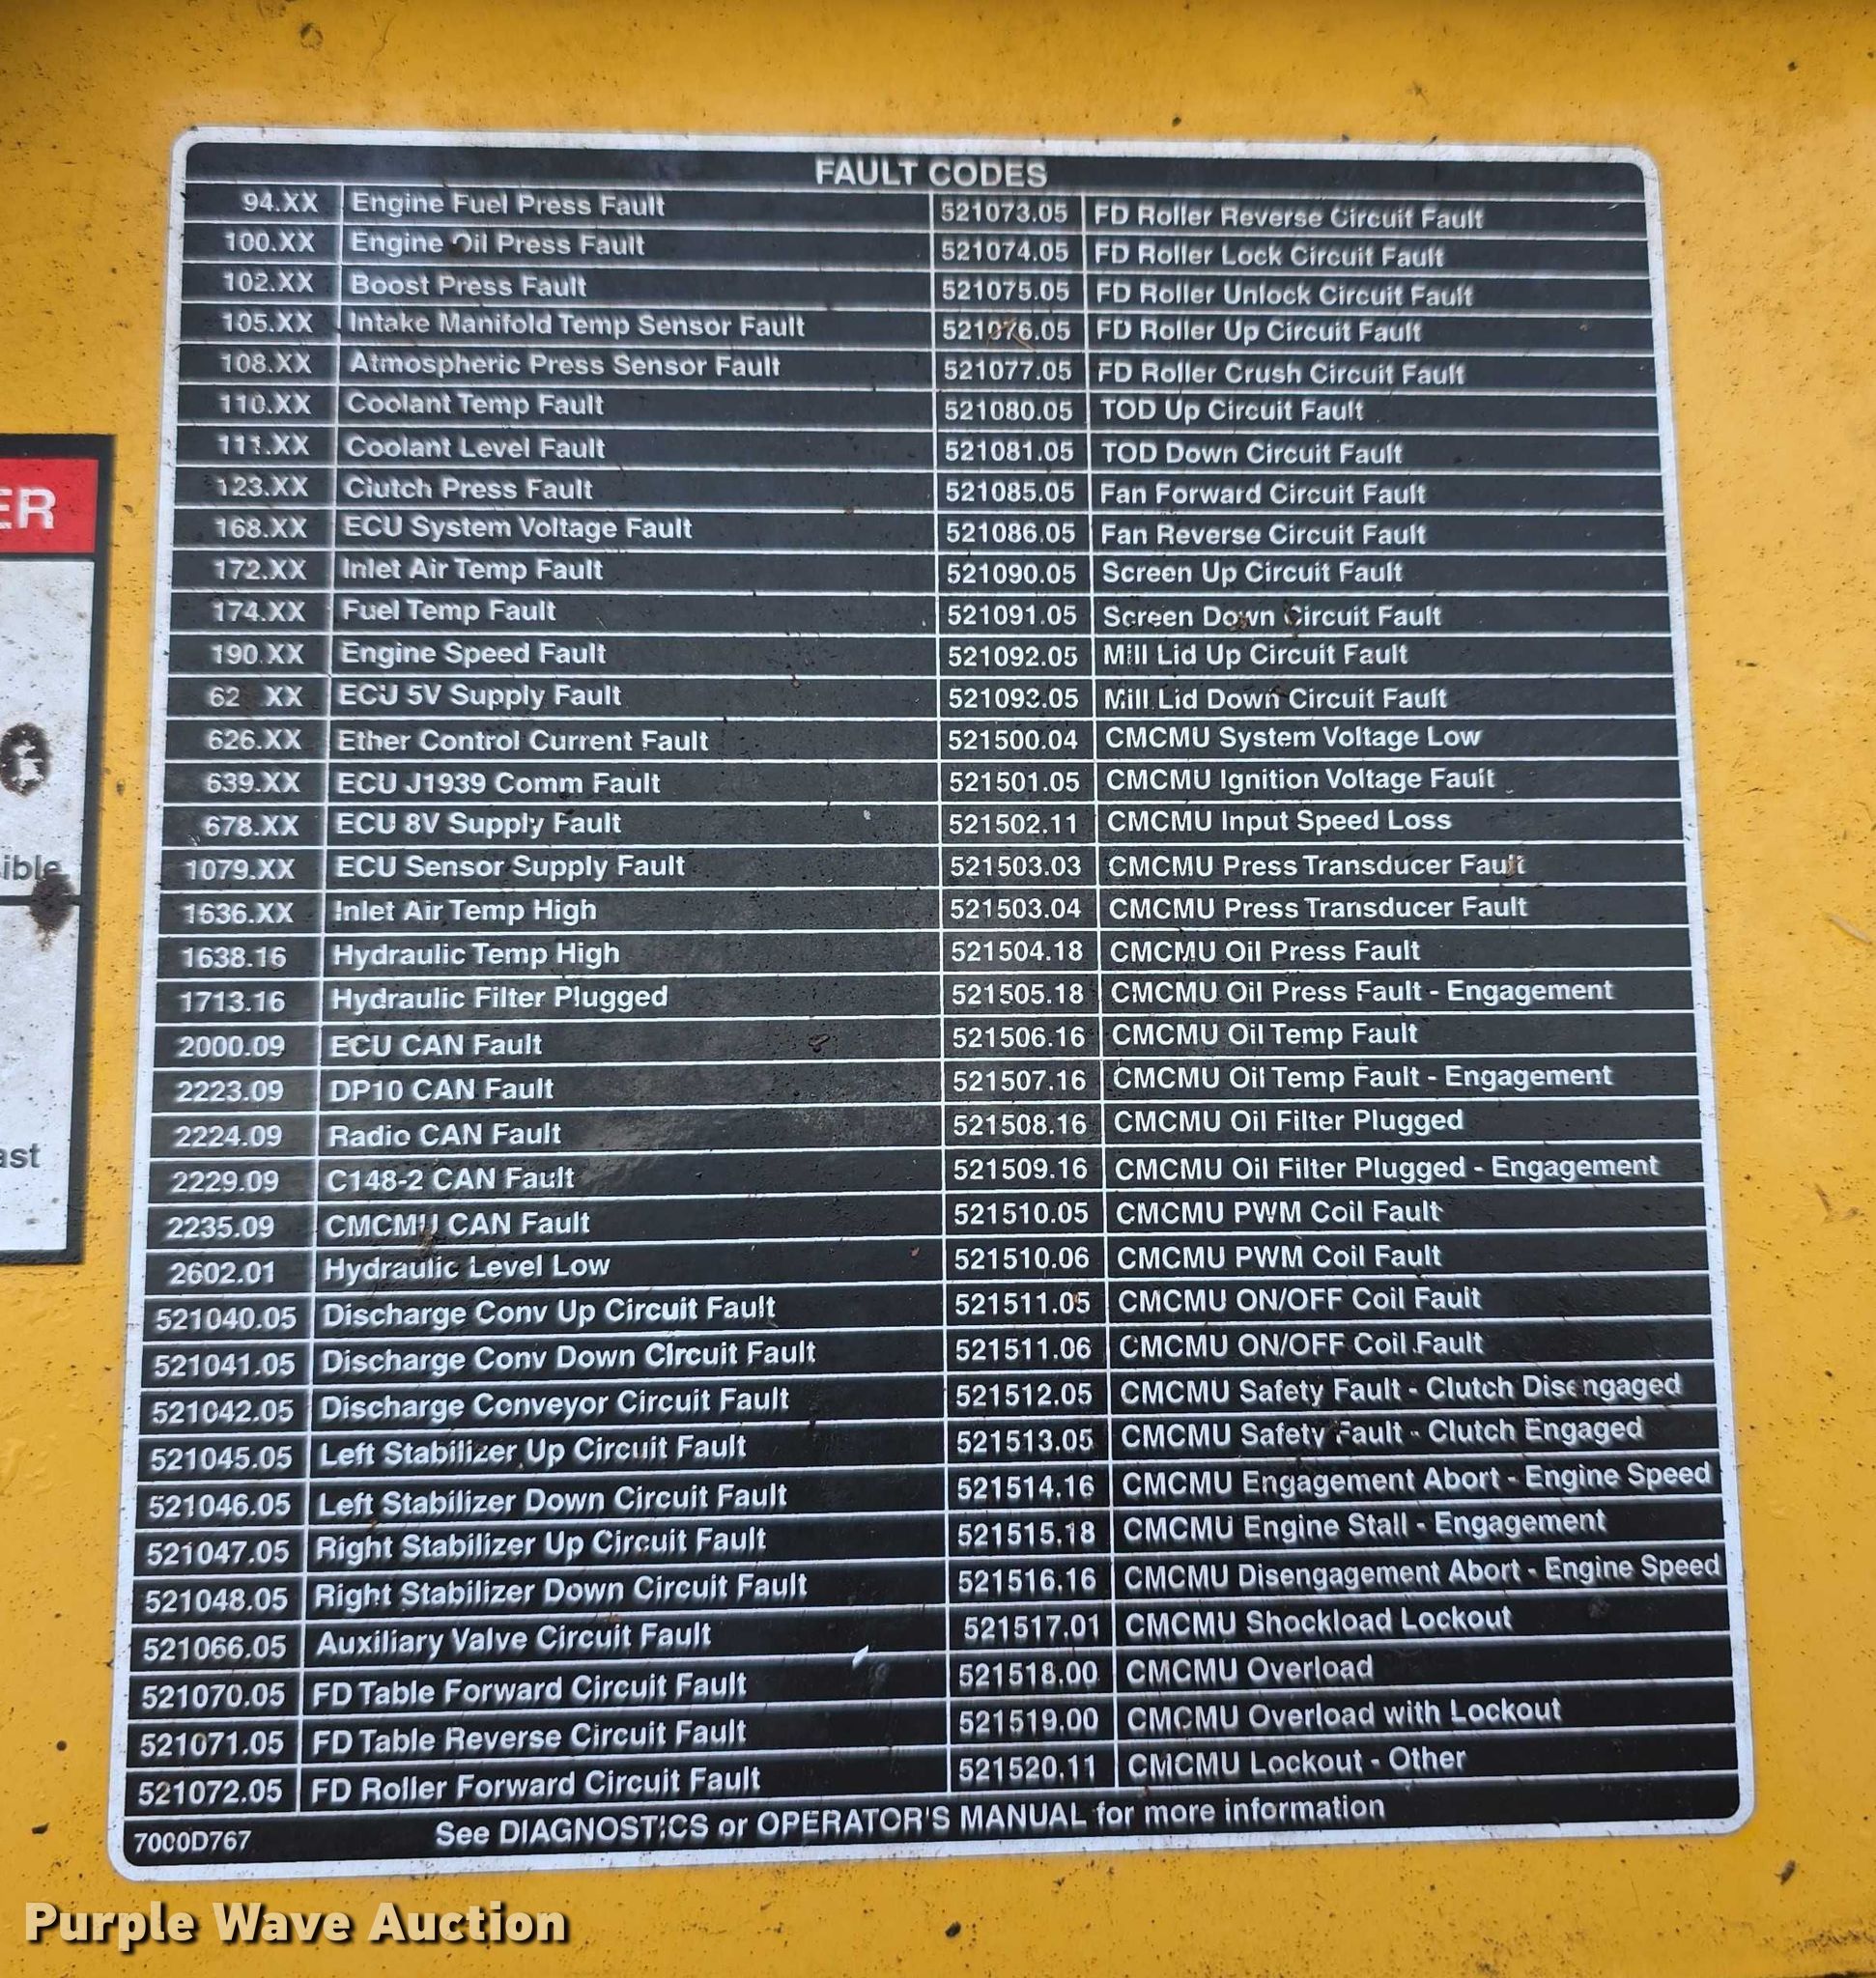 FAULT CODES
94.XX Engine Fuel Press Fault
100.XX Engine Oil Press Fault
102.XX Boost Press Fault
105.XX Intake Manifold Temp Sensor Fault
108.XX Atmospheric Press Sensor Fault
110.XX Coolant Temp Fault
111.XX Coolant Level Fault
123.XX Clutch Press Fault
168.XX ECU System Voltage Fault
172.XX Inlet Air Temp Fault
174.XX Fuel Temp Fault
190.XX Engine Speed Fault
62 XX ECU 5V Supply Fault
626.XX Ether Control Current Fault
639.XX ECU J1939 Comm Fault
678.XX ECU 8V Supply Fault
1079.XX ECU Sensor Supply Fault
1636.XX Inlet Air Temp High
1638.16 Hydraulic Temp High
1713.16 Hydraulic Filter Plugged
2000.09 ECU CAN Fault
2223.09 DP10 CAN Fault
2224.09 Radio CAN Fault
2229.09 C148-2 CAN Fault
2235.09 CMCMU CAN Fault
2602.01 Hydraulic Level Low
521040.05 Discharge Conv Up Circuit Fault
521041.05 Discharge Conv Down Circuit Fault
521042.05 Discharge Conveyor Circuit Fault
521045.05 Left Stabilizer Up Circuit Fault
521046.05 Left Stabilizer Down Circuit Fault
521047.05 Right Stabilizer Up Circuit Fault
521048.05 Right Stabilizer Down Circuit Fault
521066.05 Auxiliary Valve Circuit Fault
521070.05 FD Table Forward Circuit Fault
521071.05 FD Table Reverse Circuit Fault
521072.05 FD Roller Forward Circuit Fault
521073.05 FD Roller Reverse Circuit Fault
521074.05 FD Roller Lock Circuit Fault
521075.05 FD Roller Unlock Circuit Fault
521076.05 FD Roller Up Circuit Fault
521077.05 FD Roller Crush Circuit Fault
521080.05 TOD Up Circuit Fault
521081.05 TOD Down Circuit Fault
521085.05 Fan Forward Circuit Fault
521086.05 Fan Reverse Circuit Fault
521090.05 Screen Up Circuit Fault
521091.05 Screen Down Circuit Fault
521092.05 Mill Lid Up Circuit Fault
521093.05 Mill Lid Down Circuit Fault
521500.04 CMCMU System Voltage Low
521501.05 CMCMU Ignition Voltage Fault
521502.11 CMCMU Input Speed Loss
521503.03 CMCMU Press Transducer Fault
521503.04 CMCMU Press Transducer Fault
521504.18 CMCMU Oil Press Fault
521505.18 CMCMU Oil Press Fault - Engagement
521506.16 CMCMU Oil Temp Fault
521507.16 CMCMU Oil Temp Fault - Engagement
521508.16 CMCMU Oil Filter Plugged
521509.16 CMCMU Oil Filter Plugged - Engagement
521510.05 CMCMU PWM Coil Fault
521510.06 CMCMU PWM Coil Fault
521511.05 CMCMU ON/OFF Coil Fault
521511.06 CMCMU ON/OFF Coil Fault
521512.05 CMCMU Safety Fault - Clutch Disengaged
521513.05 CMCMU Safety Fault - Clutch Engaged
521514.16 CMCMU Engagement Abort - Engine Speed
521515.18 CMCMU Engine Stall - Engagement
521516.16 CMCMU Disengagement Abort - Engine Speed
521517.01 CMCMU Shockload Lockout
521518.00 CMCMU Overload
521519.00 CMCMU Overload with Lockout
521520.11 CMCMU Lockout - Other
7000D767 See DIAGNOSTICS or OPERATOR'S MANUAL for more information
ER
ible
ast
Purple Wave Auction